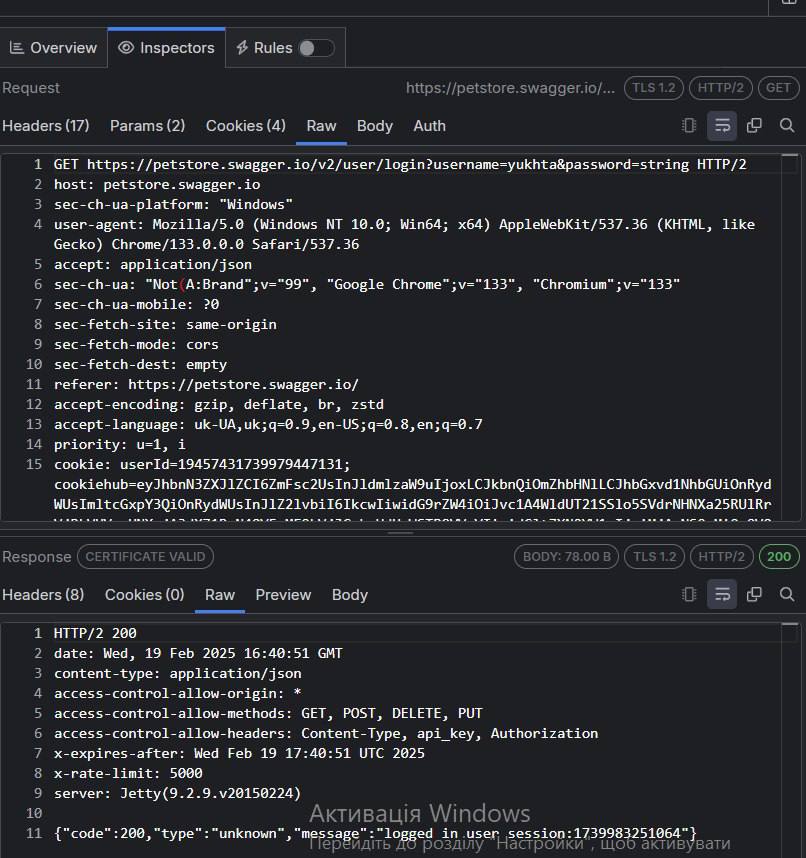 Overview Inspectors Rules
Request https://petstore.swagger.io/... TLS 1.2 HTTP/2 GET
Headers (17) Params (2) Cookies (4) Raw Body Auth
1 GET https://petstore.swagger.io/v2/user/login?username=yukhta&password=string HTTP/2
2 host: petstore.swagger.io
3 sec-ch-ua-platform: "Windows"
4 user-agent: Mozilla/5.0 (Windows NT 10.0; Win64; x64) AppleWebKit/537.36 (KHTML, like
Gecko) Chrome/133.0.0.0 Safari/537.36
5 accept: application/json
6 sec-ch-ua: "Not(A:Brand";v="99", "Google Chrome";v="133", "Chromium";v="133"
7 sec-ch-ua-mobile: ?0
8 sec-fetch-site: same-origin
9 sec-fetch-mode: cors
10 sec-fetch-dest: empty
11 referer: https://petstore.swagger.io/
12 accept-encoding: gzip, deflate, br, zstd
13 accept-language: uk-UA,uk;q=0.9,en-US;q=0.8,en;q=0.7
14 priority: u=1, i
15 cookie: userId=19457431739979447131;
cookiehub=eyJhbnN3ZXJlZCI6ZmFsc2UsInJldmlzaW9uIjoxLCJkbnQiOmZhbHNlLCJhbGxvd1NhbGUiOnRyd
WUsImltcGxpY3QiOnRydWUsInJlZ2lvbiI6IkcwIiwidG9rZW4iOiJvc1A4WldUT21SSlo5SVdrNHNXa25RUlRr
Response CERTIFICATE VALID BODY: 78.00 B TLS 1.2 HTTP/2 200
Headers (8) Cookies (0) Raw Preview Body
1 HTTP/2 200
2 date: Wed, 19 Feb 2025 16:40:51 GMT
3 content-type: application/json
4 access-control-allow-origin: *
5 access-control-allow-methods: GET, POST, DELETE, PUT
6 access-control-allow-headers: Content-Type, api_key, Authorization
7 x-expires-after: Wed Feb 19 17:40:51 UTC 2025
8 x-rate-limit: 5000
9 server: Jetty(9.2.9.v20150224)
10
Активація Windows
11 {"code":200,"type":"unknown","message":"logged in user session:1739983251064"}
Перейдіть до розділу "Настройки", щоб активувати